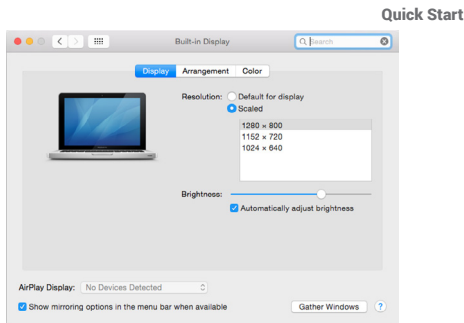 Quick Start
Built-in Display
Search
Display Arrangement Color
Resolution: Default for display
Scaled
1280 × 800
1152 × 720
1024 × 640
Brightness:
Automatically adjust brightness
AirPlay Display: No Devices Detected
Show mirroring options in the menu bar when available
Gather Windows ?